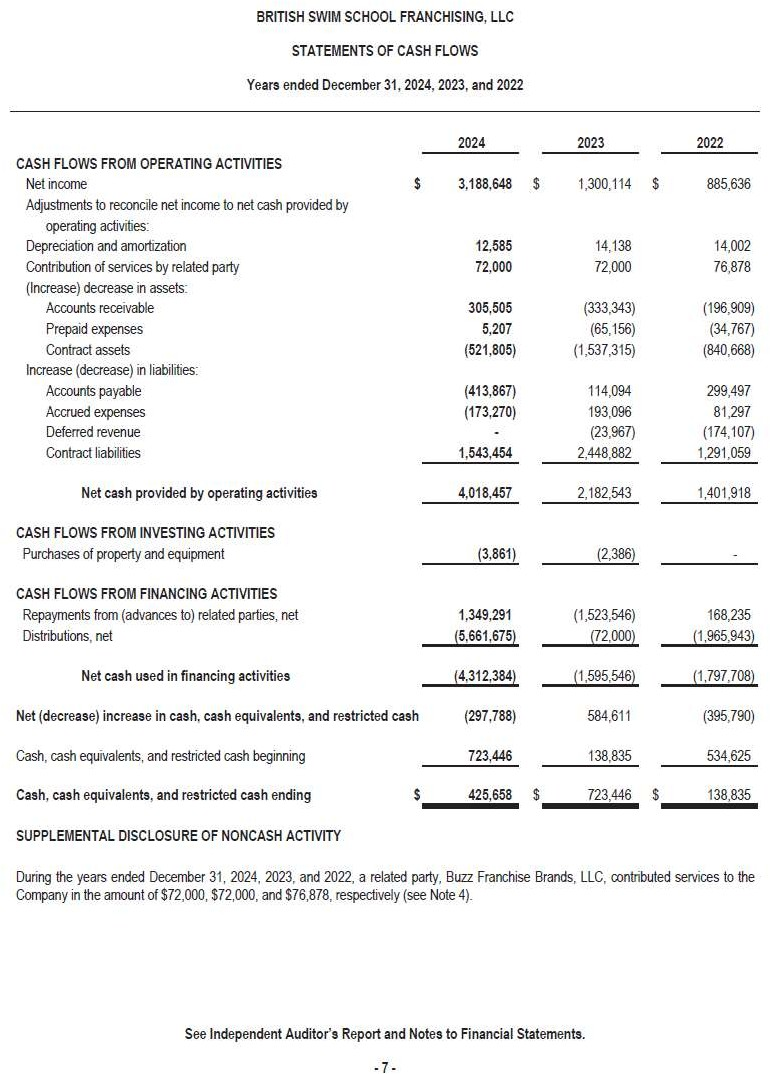 BRITISH SWIM SCHOOL FRANCHISING, LLC
STATEMENTS OF CASH FLOWS
Years ended December 31, 2024, 2023, and 2022
2024 2023 2022
CASH FLOWS FROM OPERATING ACTIVITIES
Net income $ 3,188,648 $ 1,300,114 $ 885,636
Adjustments to reconcile net income to net cash provided by
operating activities:
Depreciation and amortization 12,585 14,138 14,002
Contribution of services by related party 72,000 72,000 76,878
(Increase) decrease in assets:
Accounts receivable 305,505 (333,343) (196,909)
Prepaid expenses 5,207 (65,156) (34,767)
Contract assets (521,805) (1,537,315) (840,668)
Increase (decrease) in liabilities:
Accounts payable (413,867) 114,094 299,497
Accrued expenses (173,270) 193,096 81,297
Deferred revenue - (23,967) (174,107)
Contract liabilities 1,543,454 2,448,882 1,291,059
Net cash provided by operating activities 4,018,457 2,182,543 1,401,918
CASH FLOWS FROM INVESTING ACTIVITIES
Purchases of property and equipment (3,861) (2,386) -
CASH FLOWS FROM FINANCING ACTIVITIES
Repayments from (advances to) related parties, net 1,349,291 (1,523,546) 168,235
Distributions, net (5,661,675) (72,000) (1,965,943)
Net cash used in financing activities (4,312,384) (1,595,546) (1,797,708)
Net (decrease) increase in cash, cash equivalents, and restricted cash (297,788) 584,611 (395,790)
Cash, cash equivalents, and restricted cash beginning 723,446 138,835 534,625
Cash, cash equivalents, and restricted cash ending $ 425,658 $ 723,446 $ 138,835
SUPPLEMENTAL DISCLOSURE OF NONCASH ACTIVITY
During the years ended December 31, 2024, 2023, and 2022, a related party, Buzz Franchise Brands, LLC, contributed services to the
Company in the amount of $72,000, $72,000, and $76,878, respectively (see Note 4).
See Independent Auditor's Report and Notes to Financial Statements.
- 7 -